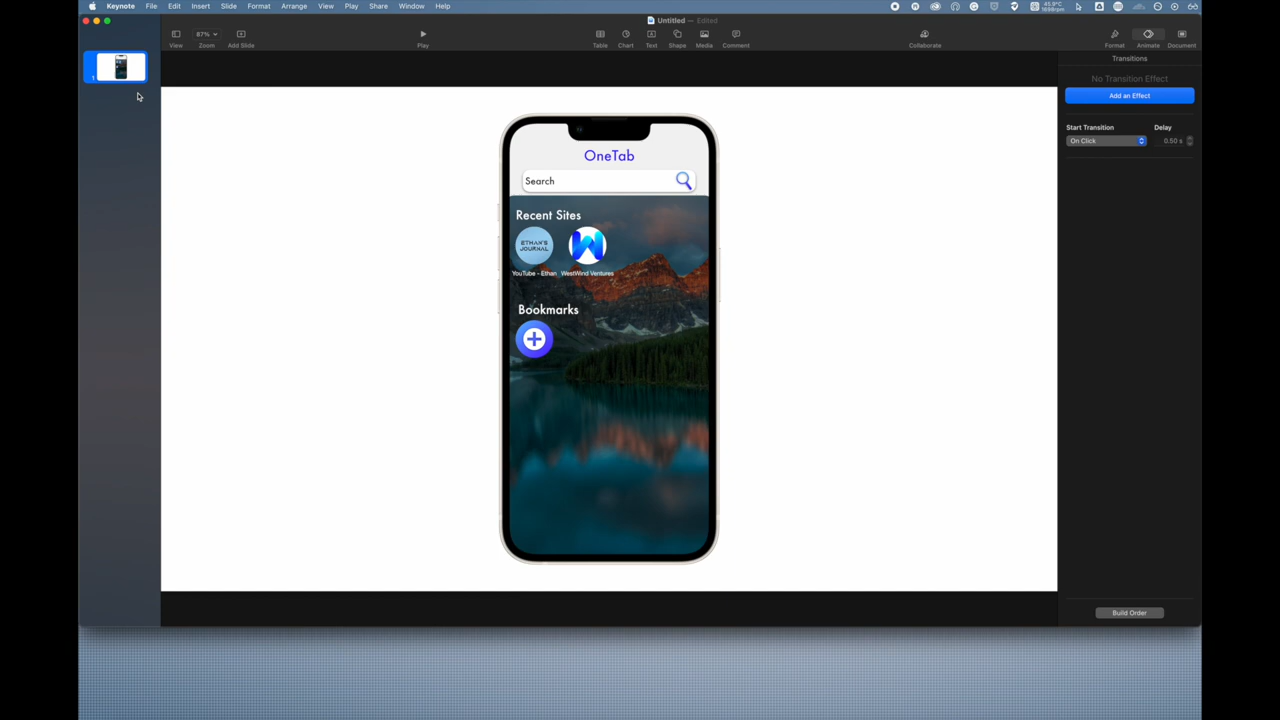 Keynote File Edit Insert Slide Format Arrange View Play Share Window Help
Untitled — Edited
87%
View Zoom Add Slide Play Table Chart Text Shape Media Comment Collaborate Format Animate Document
Transitions
No Transition Effect
Add an Effect
Start Transition Delay
On Click 0.50 s
1
OneTab
Search
Recent Sites
ETHAN'S
JOURNAL
W
YouTube - Ethan WestWind Ventures
Bookmarks
Build Order